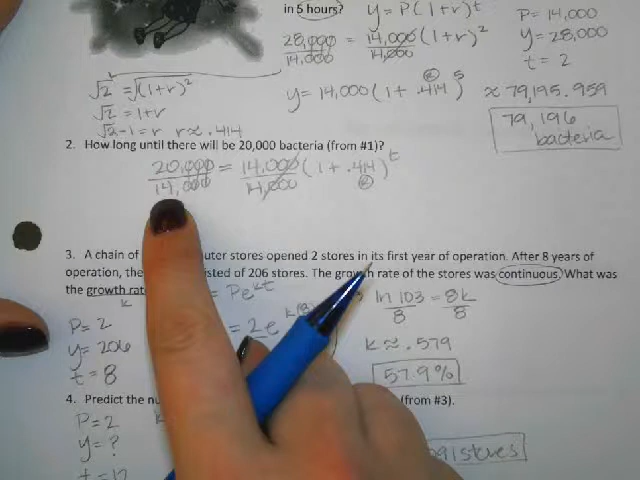 in 5 hours? y = P(1+r)^t
P = 14,000
y = 28,000
t = 2
28,000/14,000 = 14,000/14,000 (1+r)^2
√2 = √(1+r)^2
√2 = 1+r
√2 -1 = r r ≈ .414
y = 14,000(1 + .414)^5 ≈ 79,195.959
79,196 bacteria
2. How long until there will be 20,000 bacteria (from #1)?
20,000/14,000 = 14,000/14,000 (1 + .414)^t
3. A chain of uter stores opened 2 stores in its first year of operation. After 8 years of
operation, the sisted of 206 stores. The growth rate of the stores was continuous. What was
the growth rat
k = Pe^kt
P = 2
y = 206
t = 8
= 2e
ln 103/8 = 8k/8
k ≈ .579
57.9%
4. Predict the nu (from #3).
P = 2
y = ?
stores